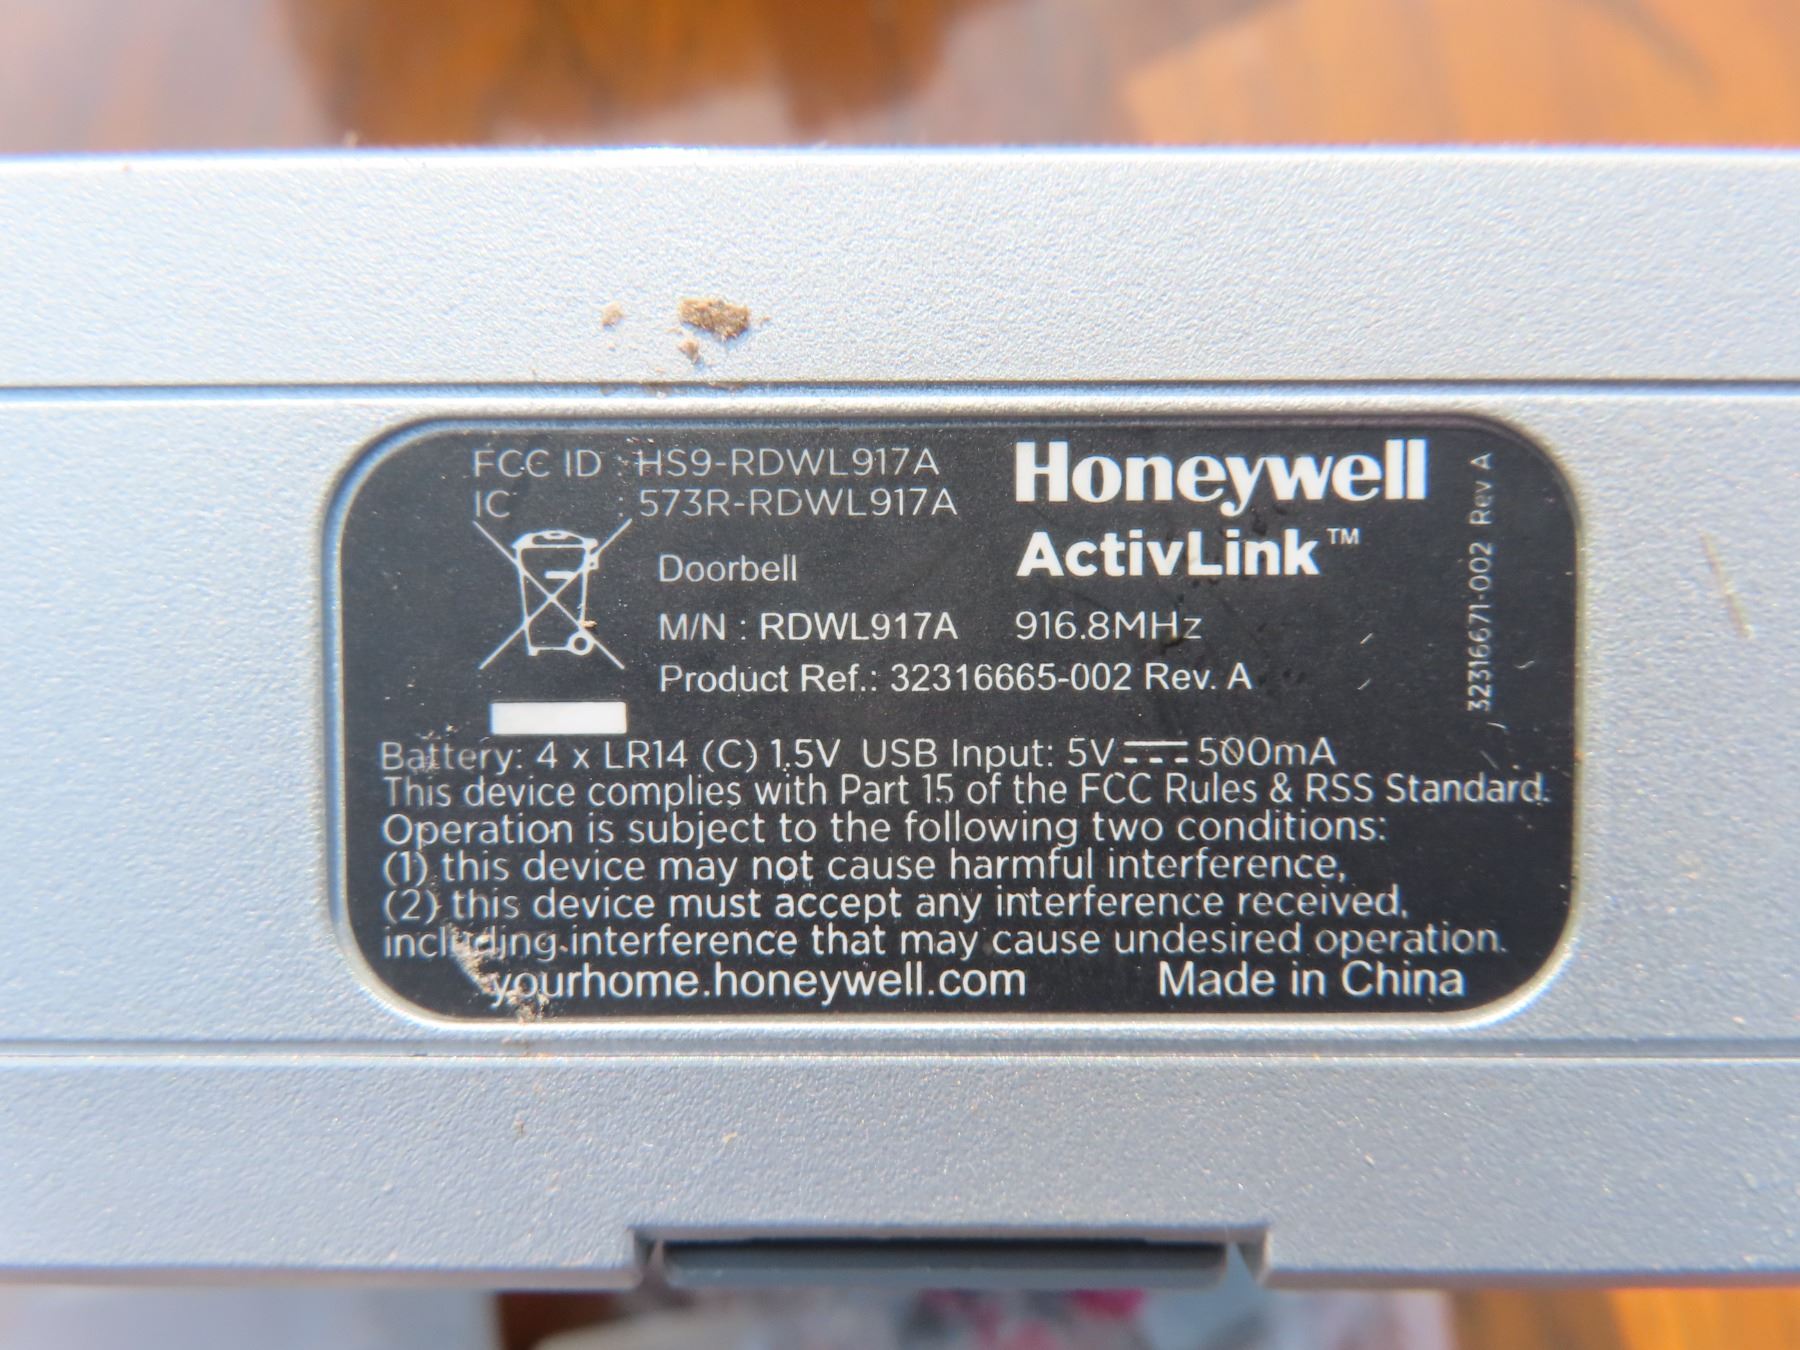 FCC ID : HS9-RDWL917A
IC : 573R-RDWL917A
Honeywell
ActivLink™
Doorbell
M/N : RDWL917A 916.8MHz
Product Ref.: 32316665-002 Rev. A
32316671-002 Rev A
Battery: 4 x LR14 (C) 1.5V USB Input: 5V⎓500mA
This device complies with Part 15 of the FCC Rules & RSS Standard.
Operation is subject to the following two conditions:
(1) this device may not cause harmful interference,
(2) this device must accept any interference received,
including interference that may cause undesired operation.
yourhome.honeywell.com Made in China